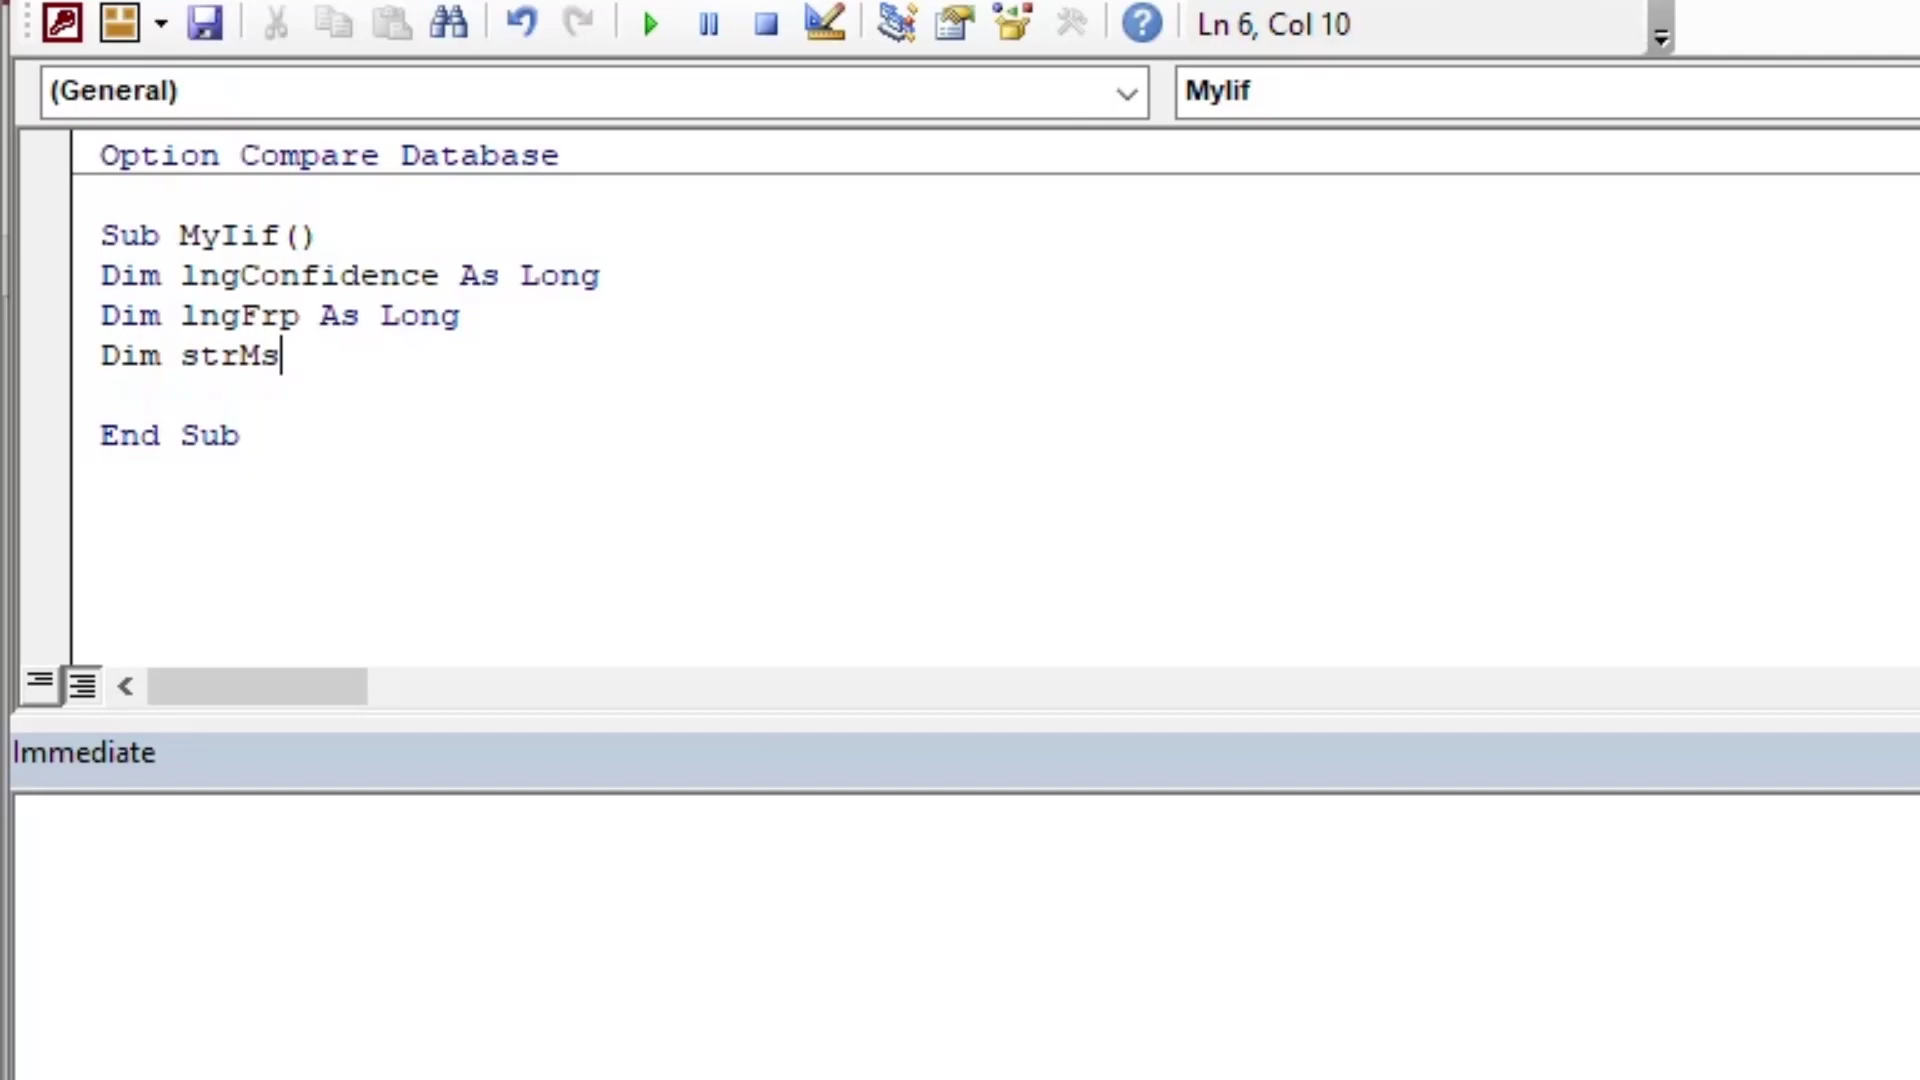 Ln 6, Col 10
(General)
MyIif
Option Compare Database
Sub MyIif()
Dim lngConfidence As Long
Dim lngFrp As Long
Dim strMs
End Sub
Immediate